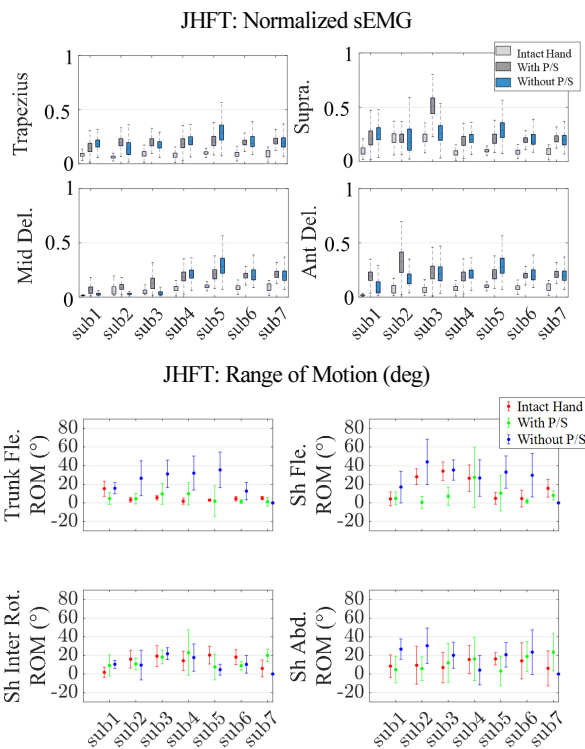 JHFT: Normalized sEMG
Intact Hand
With P/S
Without P/S
Trapezius
1
0.5
0
Supra.
1
0.5
0
Mid Del.
1
0.5
0
sub1 sub2 sub3 sub4 sub5 sub6 sub7
Ant Del.
1
0.5
0
sub1 sub2 sub3 sub4 sub5 sub6 sub7
JHFT: Range of Motion (deg)
Intact Hand
With P/S
Without P/S
Trunk Fle.
ROM (°)
80
60
40
20
0
-20
Sh Fle.
ROM (°)
80
60
40
20
0
-20
Sh Inter Rot.
ROM (°)
80
60
40
20
0
-20
sub1 sub2 sub3 sub4 sub5 sub6 sub7
Sh Abd.
ROM (°)
80
60
40
20
0
-20
sub1 sub2 sub3 sub4 sub5 sub6 sub7